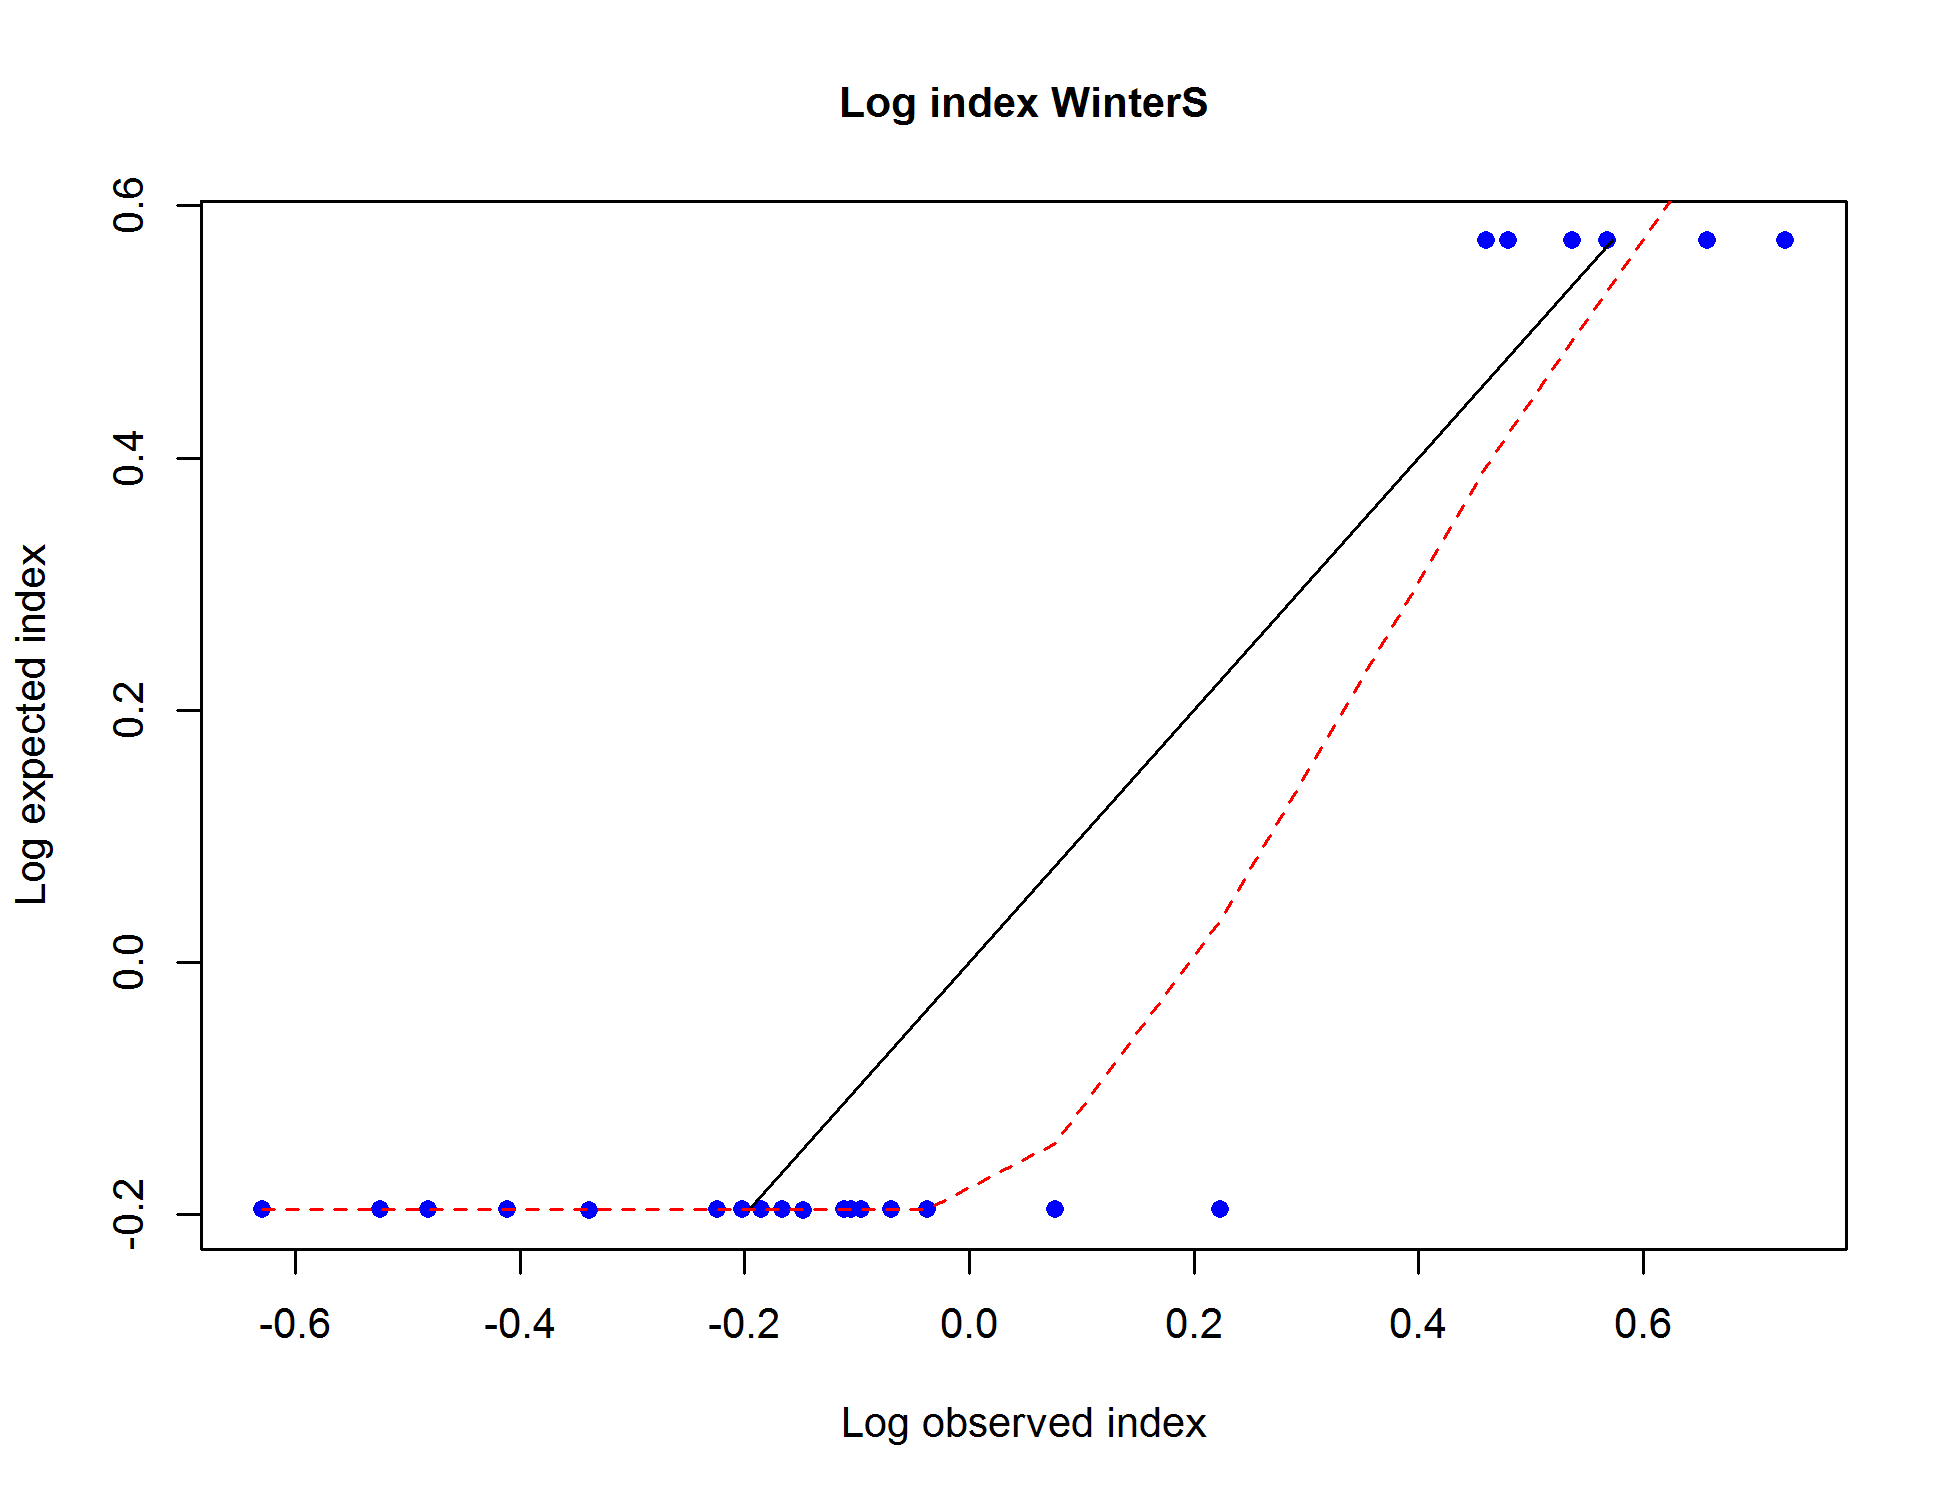 Log index WinterS
0.6
0.4
0.2
0.0
-0.2
Log expected index
-0.6 -0.4 -0.2 0.0 0.2 0.4 0.6
Log observed index